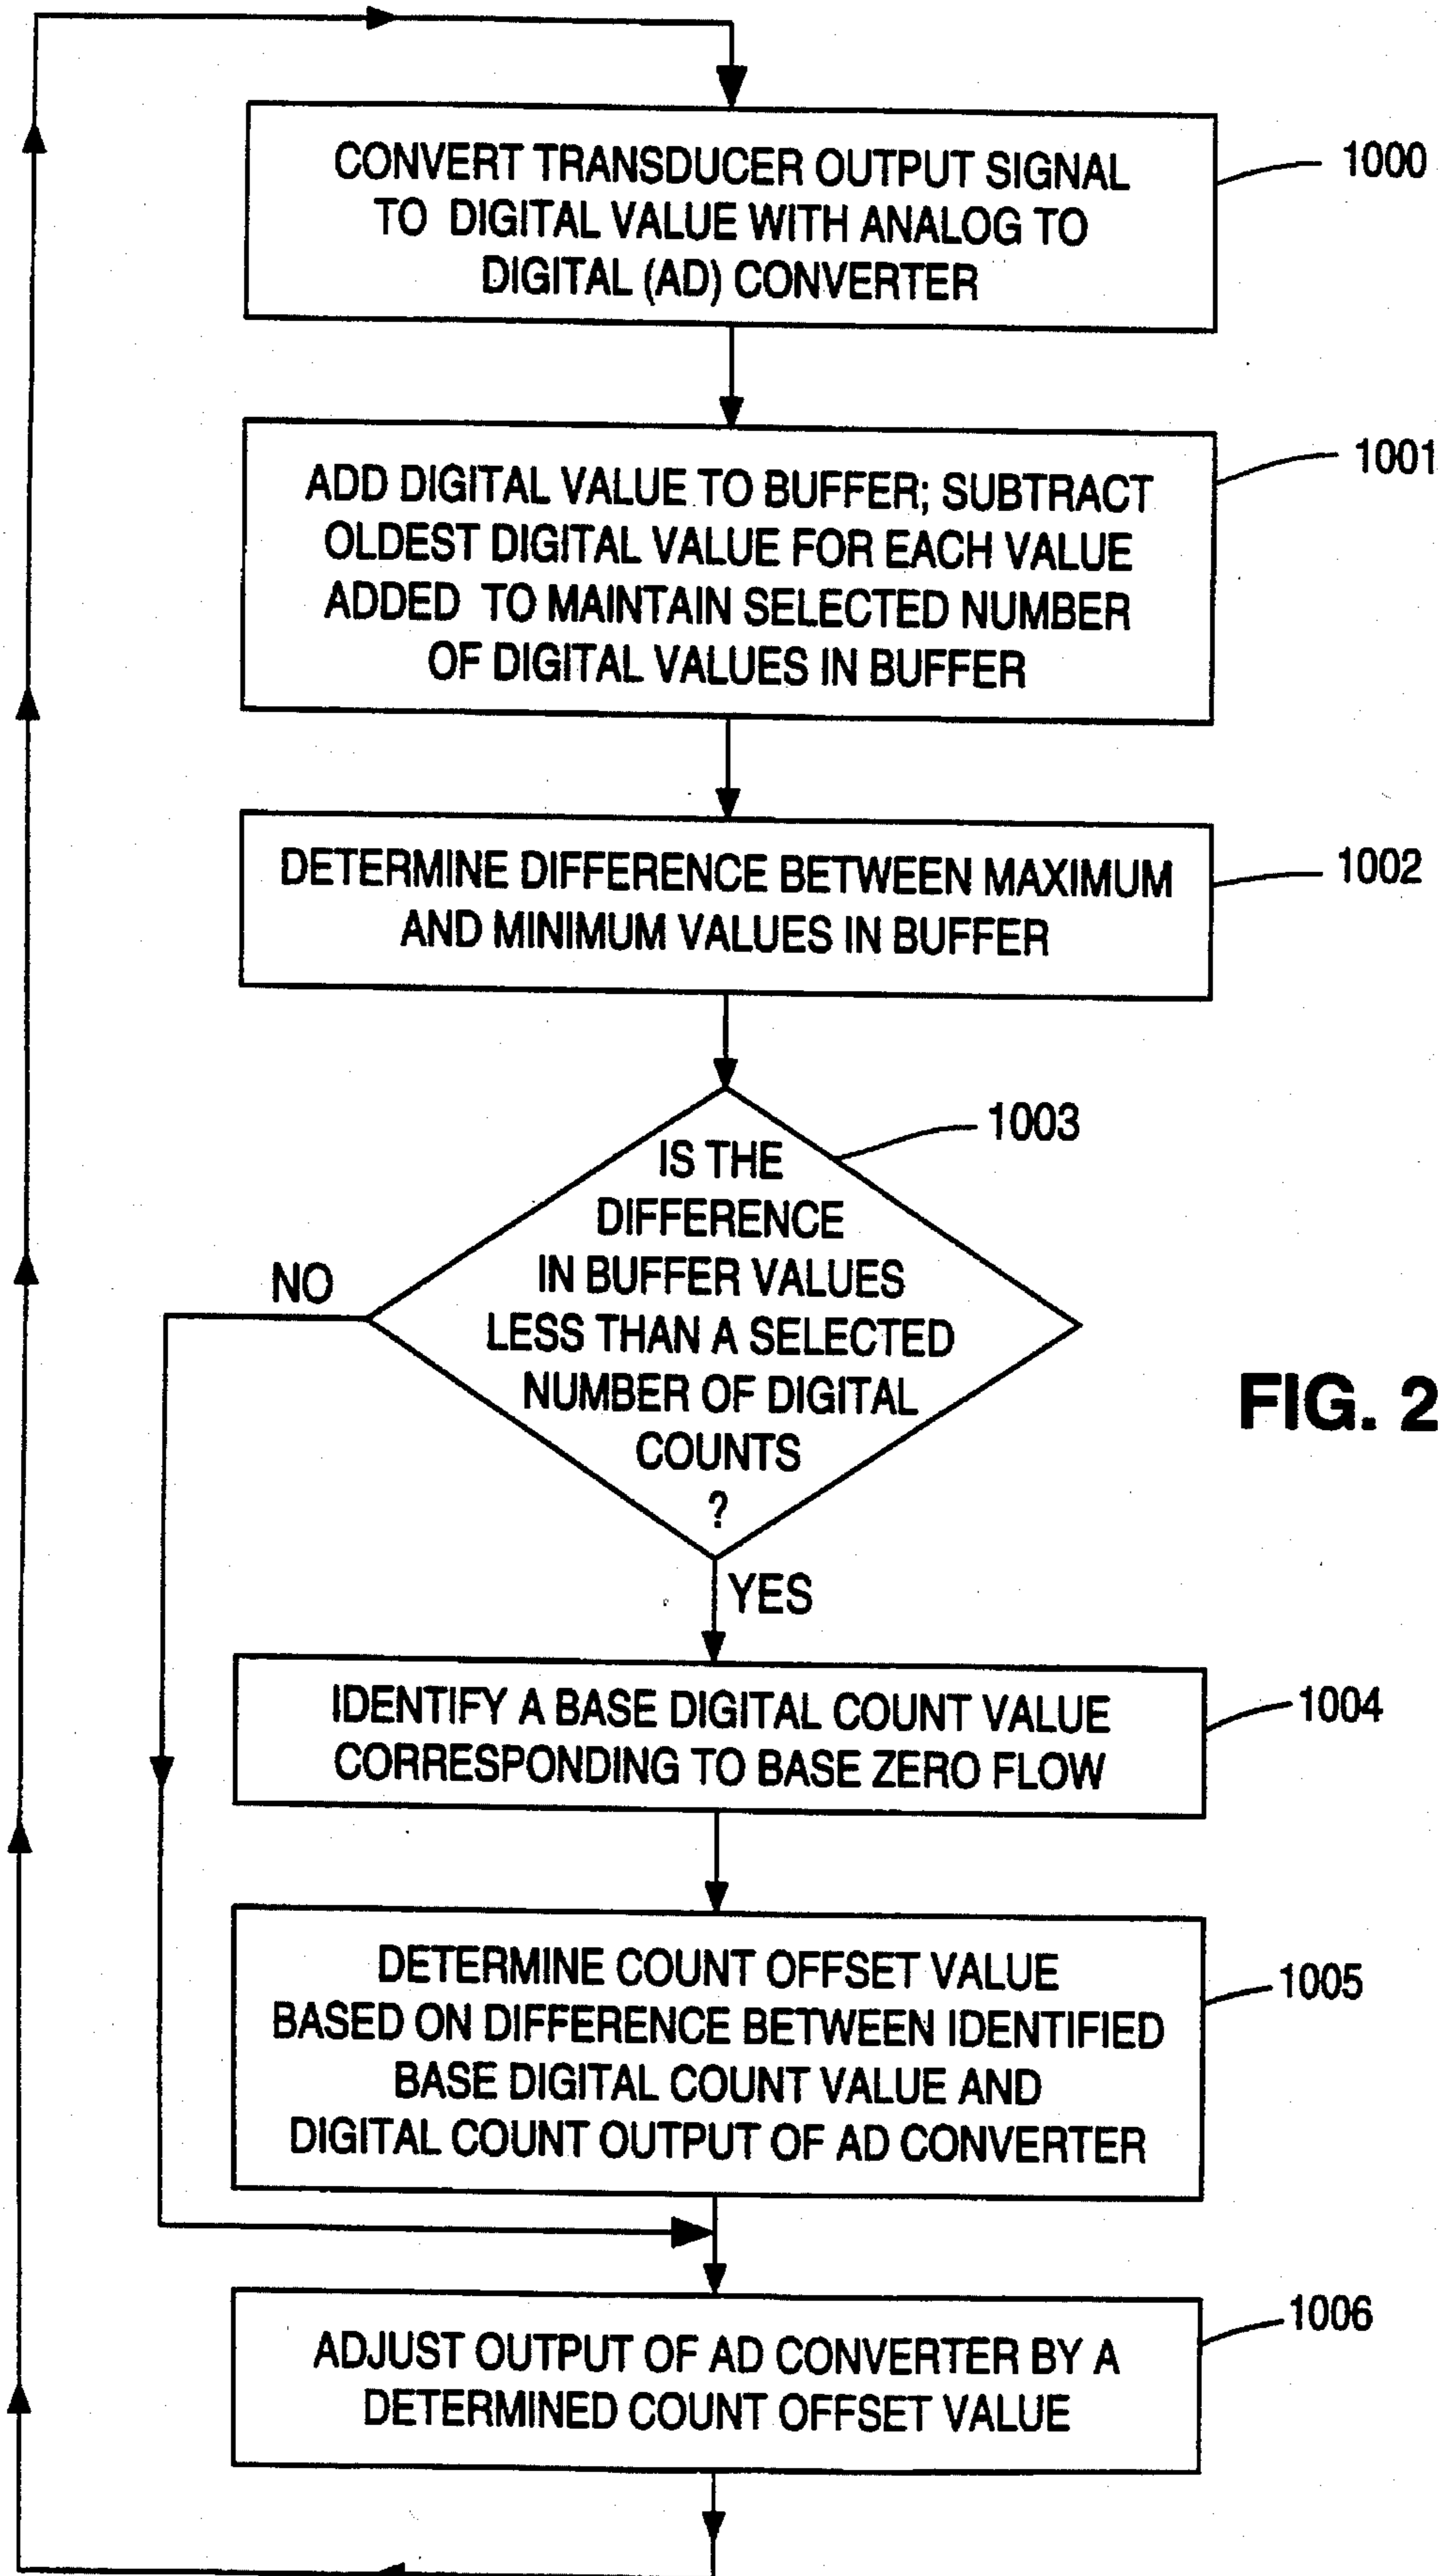 CONVERT TRANSDUCER OUTPUT SIGNAL
TO DIGITAL VALUE WITH ANALOG TO
DIGITAL (AD) CONVERTER
1000
ADD DIGITAL VALUE TO BUFFER; SUBTRACT
OLDEST DIGITAL VALUE FOR EACH VALUE
ADDED TO MAINTAIN SELECTED NUMBER
OF DIGITAL VALUES IN BUFFER
1001
DETERMINE DIFFERENCE BETWEEN MAXIMUM
AND MINIMUM VALUES IN BUFFER
1002
1003
IS THE
DIFFERENCE
IN BUFFER VALUES
LESS THAN A SELECTED
NUMBER OF DIGITAL
COUNTS
?
NO
FIG. 2
YES
IDENTIFY A BASE DIGITAL COUNT VALUE
CORRESPONDING TO BASE ZERO FLOW
1004
DETERMINE COUNT OFFSET VALUE
BASED ON DIFFERENCE BETWEEN IDENTIFIED
BASE DIGITAL COUNT VALUE AND
DIGITAL COUNT OUTPUT OF AD CONVERTER
1005
ADJUST OUTPUT OF AD CONVERTER BY A
DETERMINED COUNT OFFSET VALUE
1006